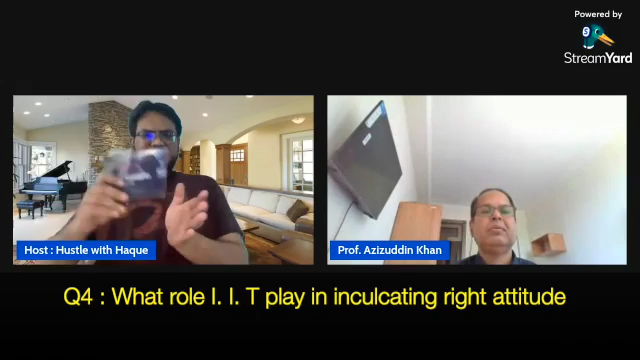 Powered by
StreamYard
Host : Hustle with Haque
Prof. Azizuddin Khan
Q4 : What role I. I. T play in inculcating right attitude